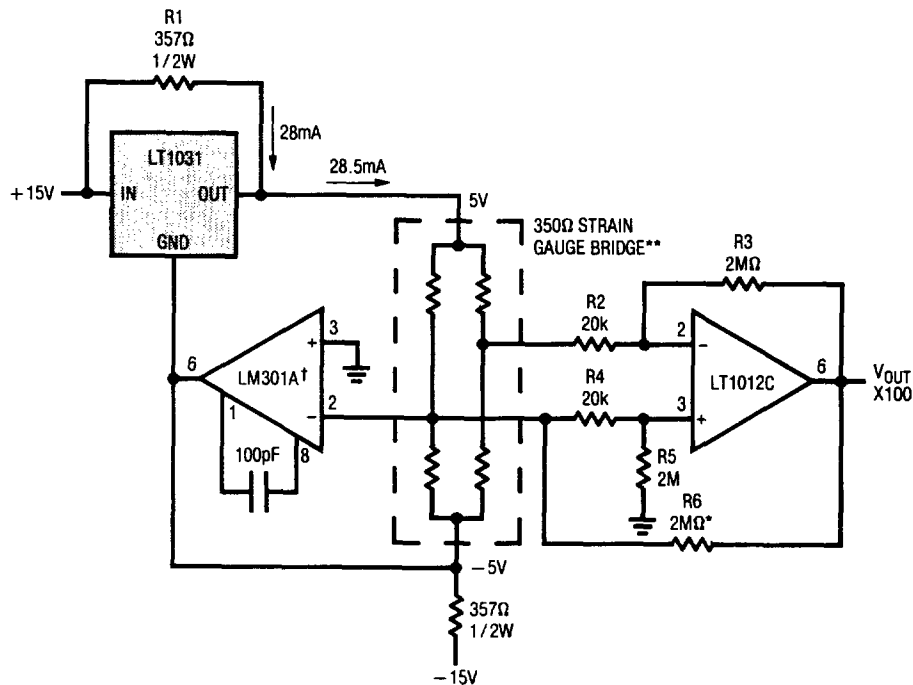 R1
357Ω
1/2W
28mA
LT1031
28.5mA
+15V
IN
OUT
GND
5V
350Ω STRAIN
GAUGE BRIDGE**
R3
2MΩ
R2
20k
6
3
+
LM301A†
2
−
1
8
100pF
R4
20k
2
−
LT1012C
3
+
6
VOUT
X100
R5
2M
R6
2MΩ*
−5V
357Ω
1/2W
−15V